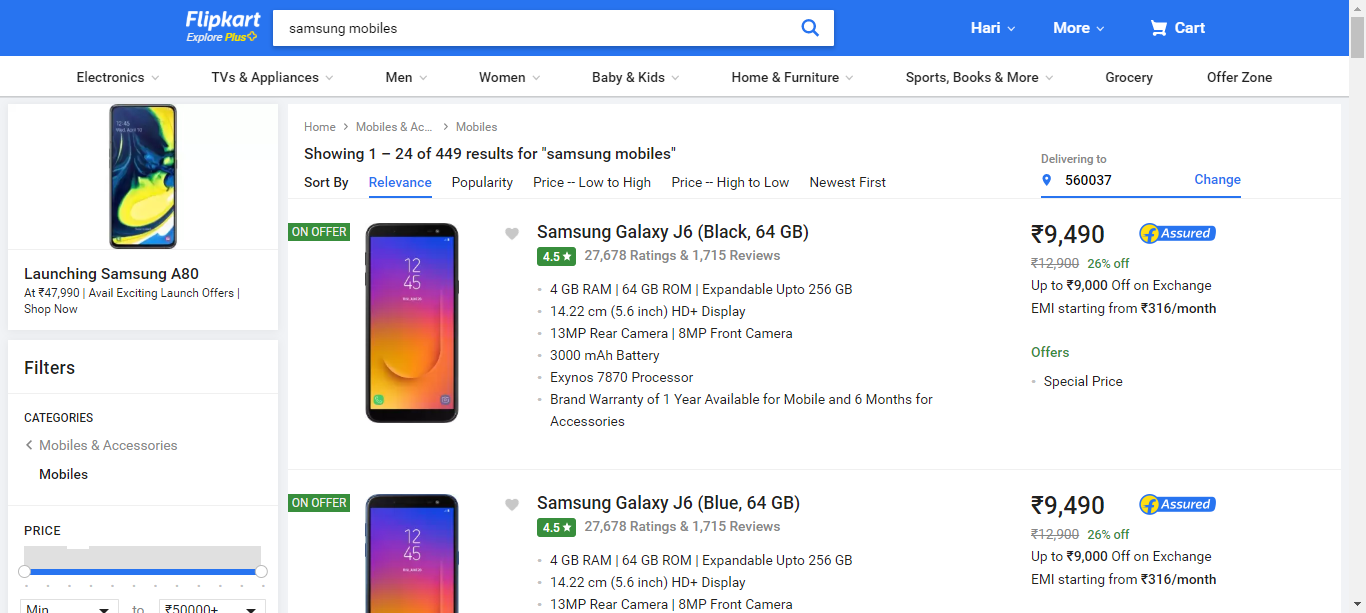 Flipkart
Explore Plus
samsung mobiles
Hari
More
Cart
Electronics
TVs & Appliances
Men
Women
Baby & Kids
Home & Furniture
Sports, Books & More
Grocery
Offer Zone
Launching Samsung A80
At ₹47,990 | Avail Exciting Launch Offers |
Shop Now
Filters
CATEGORIES
Mobiles & Accessories
Mobiles
PRICE
Min
to
₹50000+
Home > Mobiles & Ac... > Mobiles
Showing 1 – 24 of 449 results for "samsung mobiles"
Sort By Relevance Popularity Price -- Low to High Price -- High to Low Newest First
Delivering to
560037
Change
ON OFFER
12
45
Samsung Galaxy J6 (Black, 64 GB)
4.5★ 27,678 Ratings & 1,715 Reviews
4 GB RAM | 64 GB ROM | Expandable Upto 256 GB
14.22 cm (5.6 inch) HD+ Display
13MP Rear Camera | 8MP Front Camera
3000 mAh Battery
Exynos 7870 Processor
Brand Warranty of 1 Year Available for Mobile and 6 Months for
Accessories
₹9,490
Assured
₹12,900 26% off
Up to ₹9,000 Off on Exchange
EMI starting from ₹316/month
Offers
Special Price
ON OFFER
12
45
Samsung Galaxy J6 (Blue, 64 GB)
4.5★ 27,678 Ratings & 1,715 Reviews
4 GB RAM | 64 GB ROM | Expandable Upto 256 GB
14.22 cm (5.6 inch) HD+ Display
13MP Rear Camera | 8MP Front Camera
₹9,490
Assured
₹12,900 26% off
Up to ₹9,000 Off on Exchange
EMI starting from ₹316/month